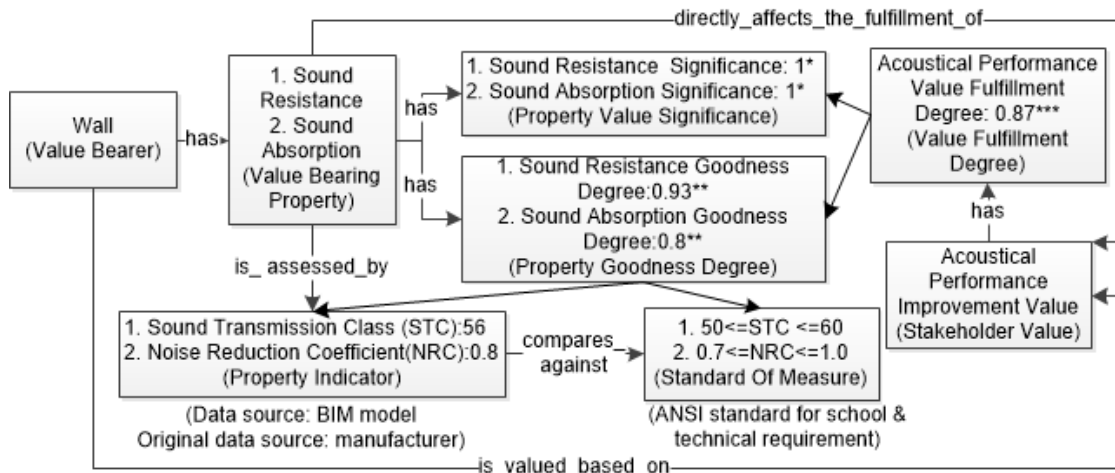 directly_affects_the_fulfillment_of
Wall
(Value Bearer)
has
1. Sound
Resistance
2. Sound
Absorption
(Value Bearing
Property)
has
has
1. Sound Resistance  Significance: 1*
2. Sound Absorption Significance: 1*
(Property Value Significance)
1. Sound Resistance Goodness
Degree:0.93**
2. Sound Absorption Goodness
Degree:0.8**
(Property Goodness Degree)
Acoustical Performance
Value Fulfillment
Degree: 0.87***
(Value Fulfillment
Degree)
has
Acoustical
Performance
Improvement Value
(Stakeholder Value)
is_ assessed_by
1. Sound Transmission Class (STC):56
2. Noise Reduction Coefficient(NRC):0.8
(Property Indicator)
compares_
against
1. 50<=STC <=60
2. 0.7<=NRC<=1.0
(Standard Of Measure)
(Data source: BIM model
Original data source: manufacturer)
(ANSI standard for school &
technical requirement)
is_valued_based_on